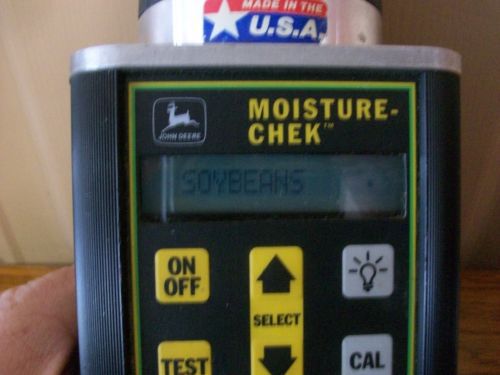 MADE IN THE
U.S.A.
JOHN DEERE
MOISTURE-
CHEK™
SOYBEANS
ON
OFF
SELECT
TEST
CAL